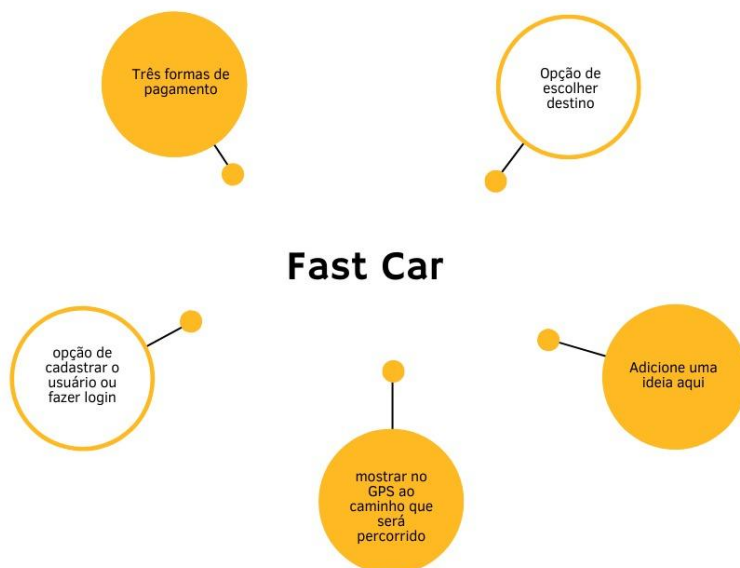 Três formas de
pagamento
Opção de
escolher
destino
Fast Car
opção de
cadastrar o
usuário ou
fazer login
Adicione uma
ideia aqui
mostrar no
GPS ao
caminho que
será
percorrido